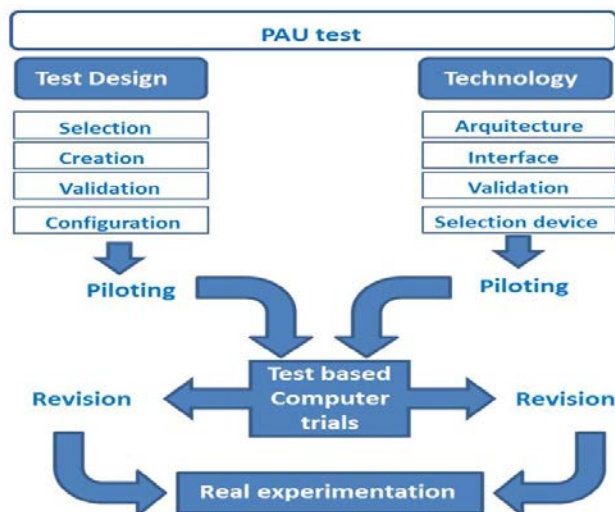 PAU test
Test Design
Selection
Creation
Validation
Configuration
Piloting
Technology
Arquitecture
Interface
Validation
Selection device
Piloting
Test based
Computer
trials
Revision
Revision
Real experimentation